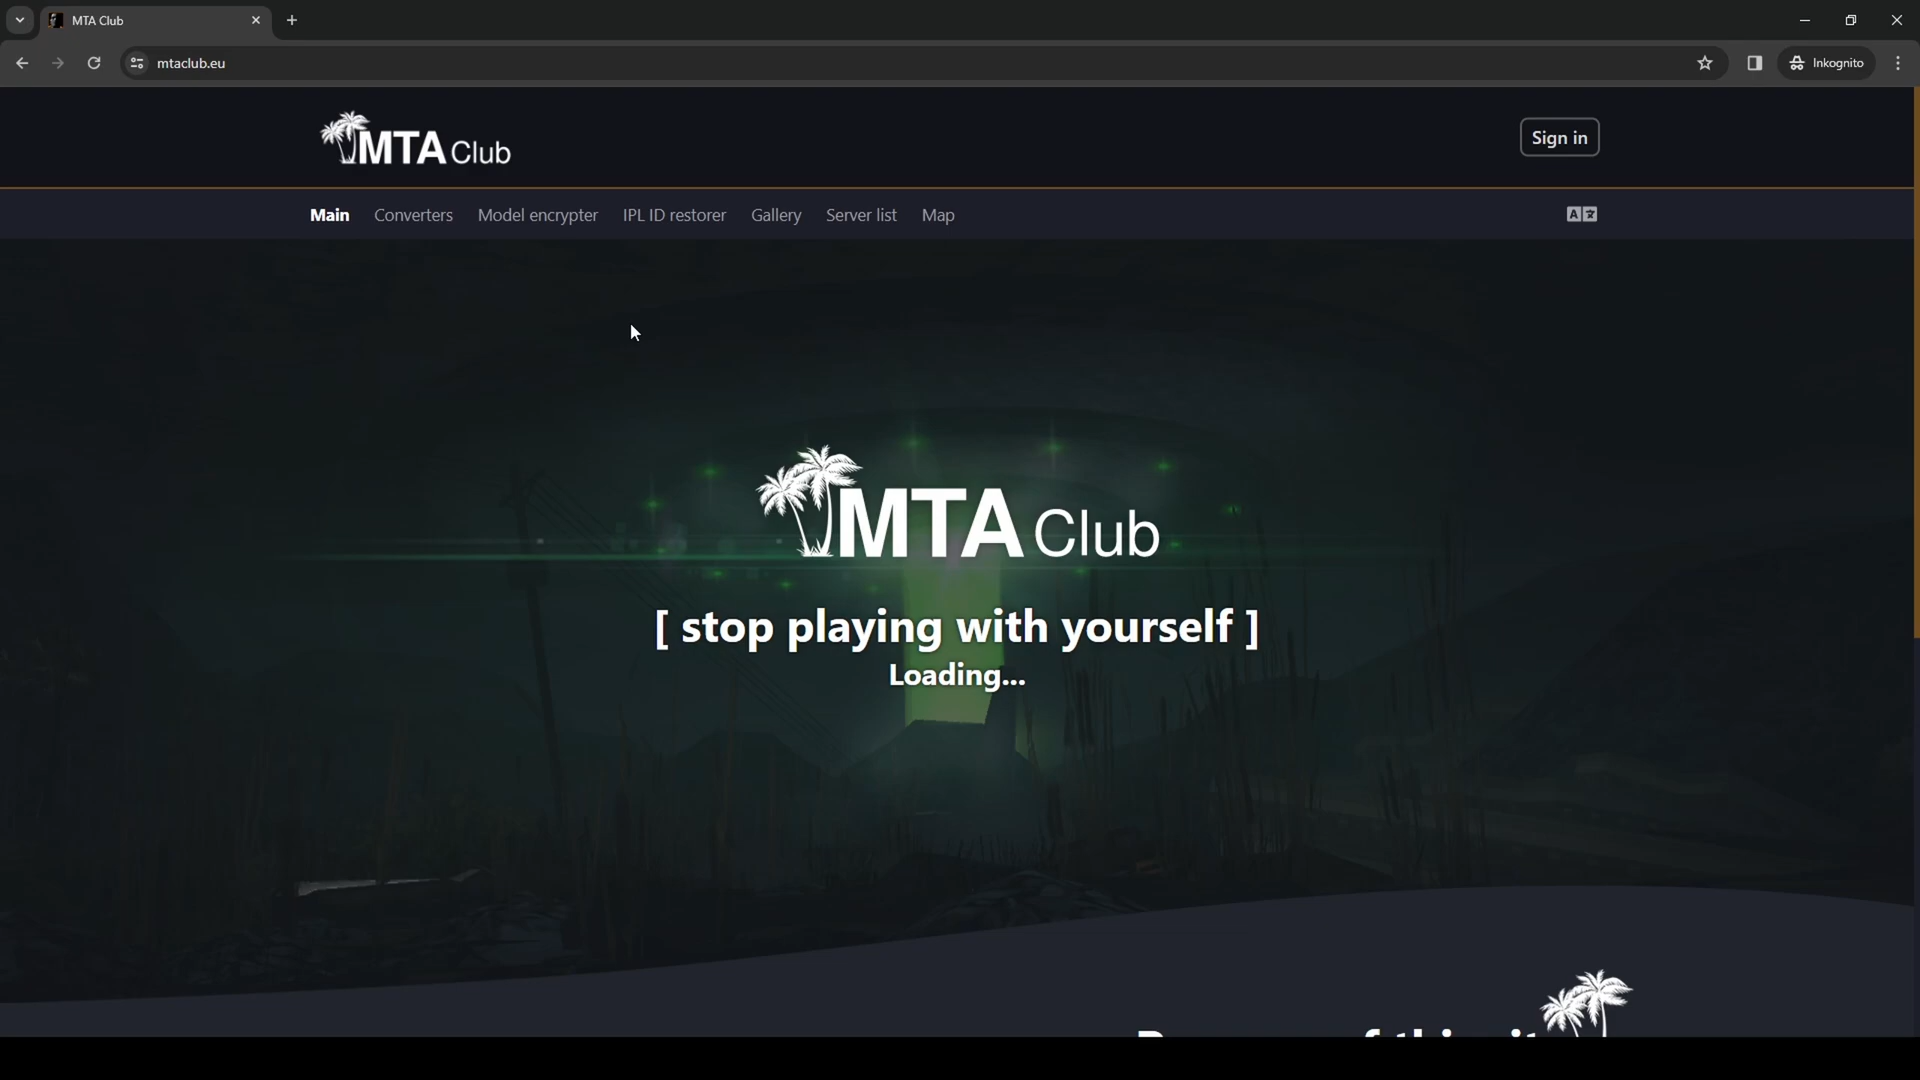 MTA Club
mtaclub.eu
Inkognito
MTA Club
Sign in
Main Converters Model encrypter IPL ID restorer Gallery Server list Map
MTA Club
[ stop playing with yourself ]
Loading...